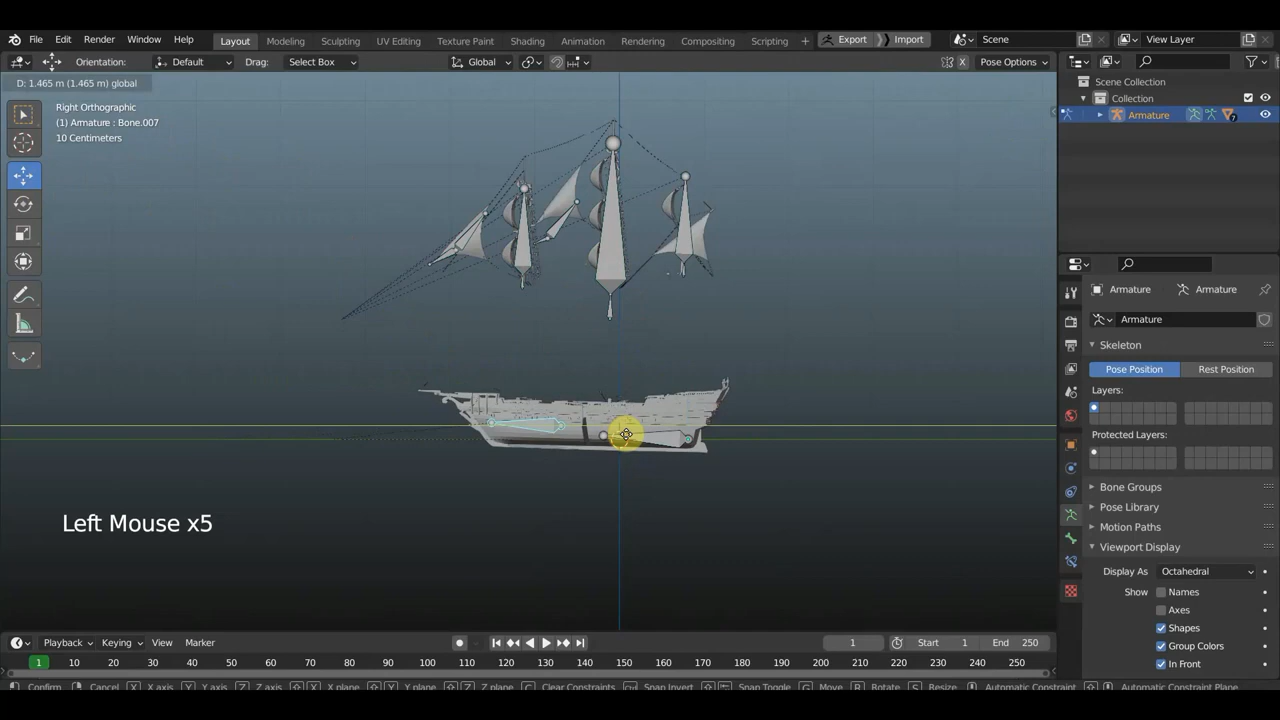 File Edit Render Window Help Layout Modeling Sculpting UV Editing Texture Paint Shading Animation Rendering Compositing Scripting + Export Import Scene View Layer
Orientation: Default Drag: Select Box Global X Pose Options
D: 1.465 m (1.465 m) global
Right Orthographic
(1) Armature : Bone.007
10 Centimeters
Scene Collection
Collection
Armature
Armature Armature
Armature
Skeleton
Pose Position Rest Position
Layers:
Protected Layers:
Bone Groups
Pose Library
Motion Paths
Viewport Display
Display As Octahedral
Show Names
Axes
Shapes
Group Colors
In Front
Left Mouse x5
Playback Keying View Marker 1 Start 1 End 250
1 10 20 30 40 50 60 70 80 90 100 110 120 130 140 150 160 170 180 190 200 210 220 230 240 250
Confirm Cancel X axis Y axis Z axis X plane Y plane Z plane Clear Constraints Snap Invert Snap Toggle Move Rotate Resize Automatic Constraint Automatic Constraint Plane